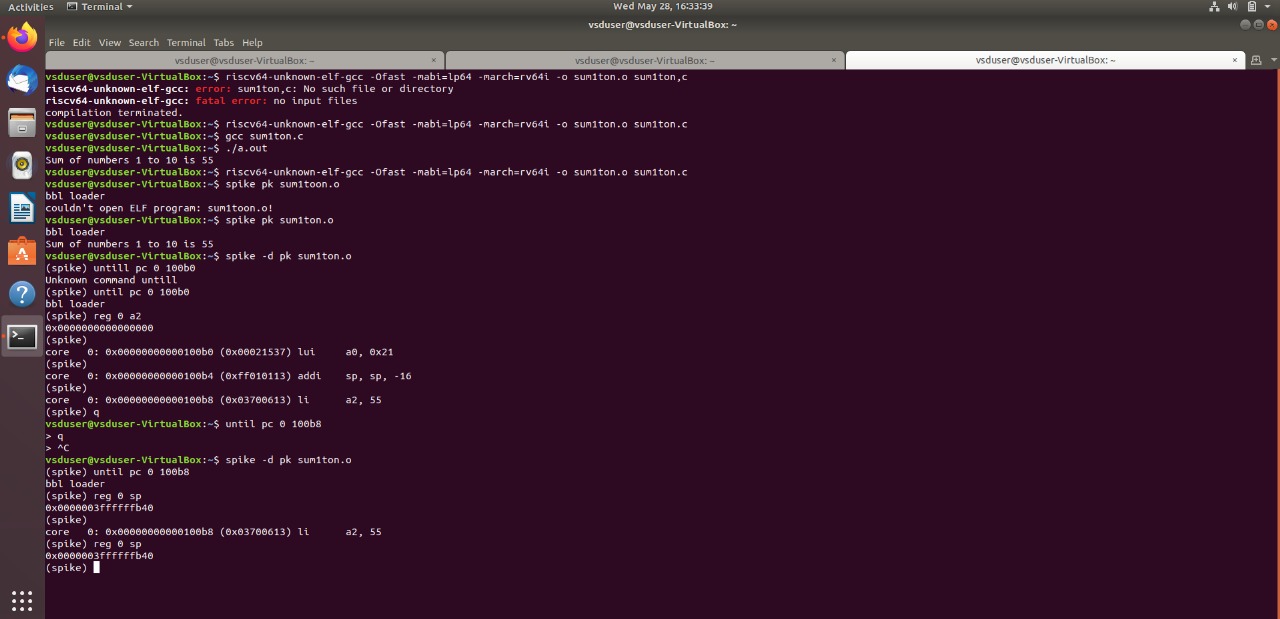 Activities Terminal Wed May 28, 16:33:39
vsduser@vsduser-VirtualBox: ~
File Edit View Search Terminal Tabs Help
vsduser@vsduser-VirtualBox: ~ × vsduser@vsduser-VirtualBox: ~ × vsduser@vsduser-VirtualBox: ~ ×
vsduser@vsduser-VirtualBox:~$ riscv64-unknown-elf-gcc -Ofast -mabi=lp64 -march=rv64i -o sum1ton.o sum1ton,c
riscv64-unknown-elf-gcc: error: sum1ton,c: No such file or directory
riscv64-unknown-elf-gcc: fatal error: no input files
compilation terminated.
vsduser@vsduser-VirtualBox:~$ riscv64-unknown-elf-gcc -Ofast -mabi=lp64 -march=rv64i -o sum1ton.o sum1ton.c
vsduser@vsduser-VirtualBox:~$ gcc sum1ton.c
vsduser@vsduser-VirtualBox:~$ ./a.out
Sum of numbers 1 to 10 is 55
vsduser@vsduser-VirtualBox:~$ riscv64-unknown-elf-gcc -Ofast -mabi=lp64 -march=rv64i -o sum1ton.o sum1ton.c
vsduser@vsduser-VirtualBox:~$ spike pk sum1toon.o
bbl loader
couldn't open ELF program: sum1toon.o!
vsduser@vsduser-VirtualBox:~$ spike pk sum1ton.o
bbl loader
Sum of numbers 1 to 10 is 55
vsduser@vsduser-VirtualBox:~$ spike -d pk sum1ton.o
(spike) untill pc 0 100b0
Unknown command untill
(spike) until pc 0 100b0
bbl loader
(spike) reg 0 a2
0x0000000000000000
(spike)
core 0: 0x00000000000100b0 (0x00021537) lui a0, 0x21
(spike)
core 0: 0x00000000000100b4 (0xff010113) addi sp, sp, -16
(spike)
core 0: 0x00000000000100b8 (0x03700613) li a2, 55
(spike) q
vsduser@vsduser-VirtualBox:~$ until pc 0 100b8
> q
> ^C
vsduser@vsduser-VirtualBox:~$ spike -d pk sum1ton.o
(spike) until pc 0 100b8
bbl loader
(spike) reg 0 sp
0x0000003ffffffb40
(spike)
core 0: 0x00000000000100b8 (0x03700613) li a2, 55
(spike) reg 0 sp
0x0000003ffffffb40
(spike)